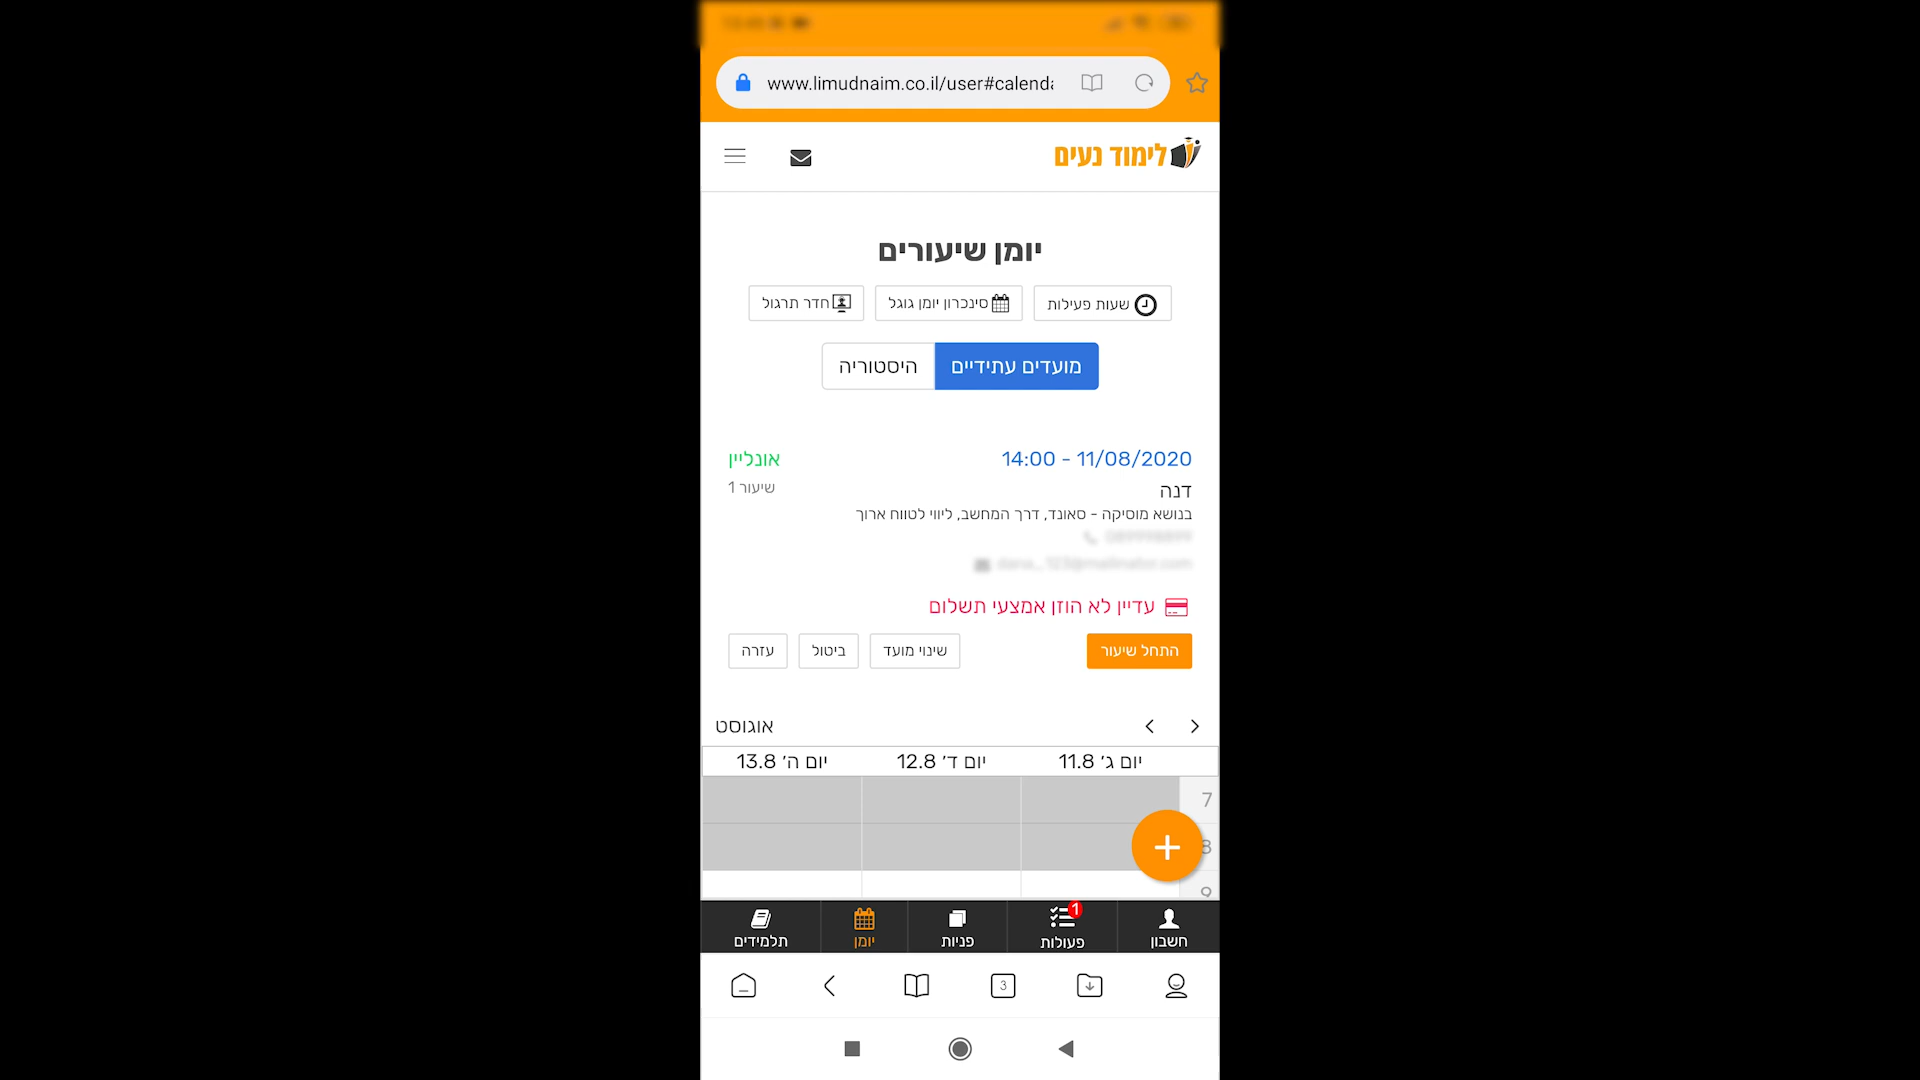 www.limudnaim.co.il/user#calenda
לימוד נעים
יומן שיעורים
שעות פעילות
סינכרון יומן גוגל
חדר תרגול
מועדים עתידיים
היסטוריה
14:00 - 11/08/2020
אונליין
דנה
שיעור 1
בנושא מוסיקה - סאונד, דרך המחשב, ליווי לטווח ארוך
עדיין לא הוזן אמצעי תשלום
התחל שיעור
שינוי מועד
ביטול
עזרה
אוגוסט
יום ג׳ 11.8
יום ד׳ 12.8
יום ה׳ 13.8
7
8
9
חשבון
פעולות 1
פניות
יומן
תלמידים
3